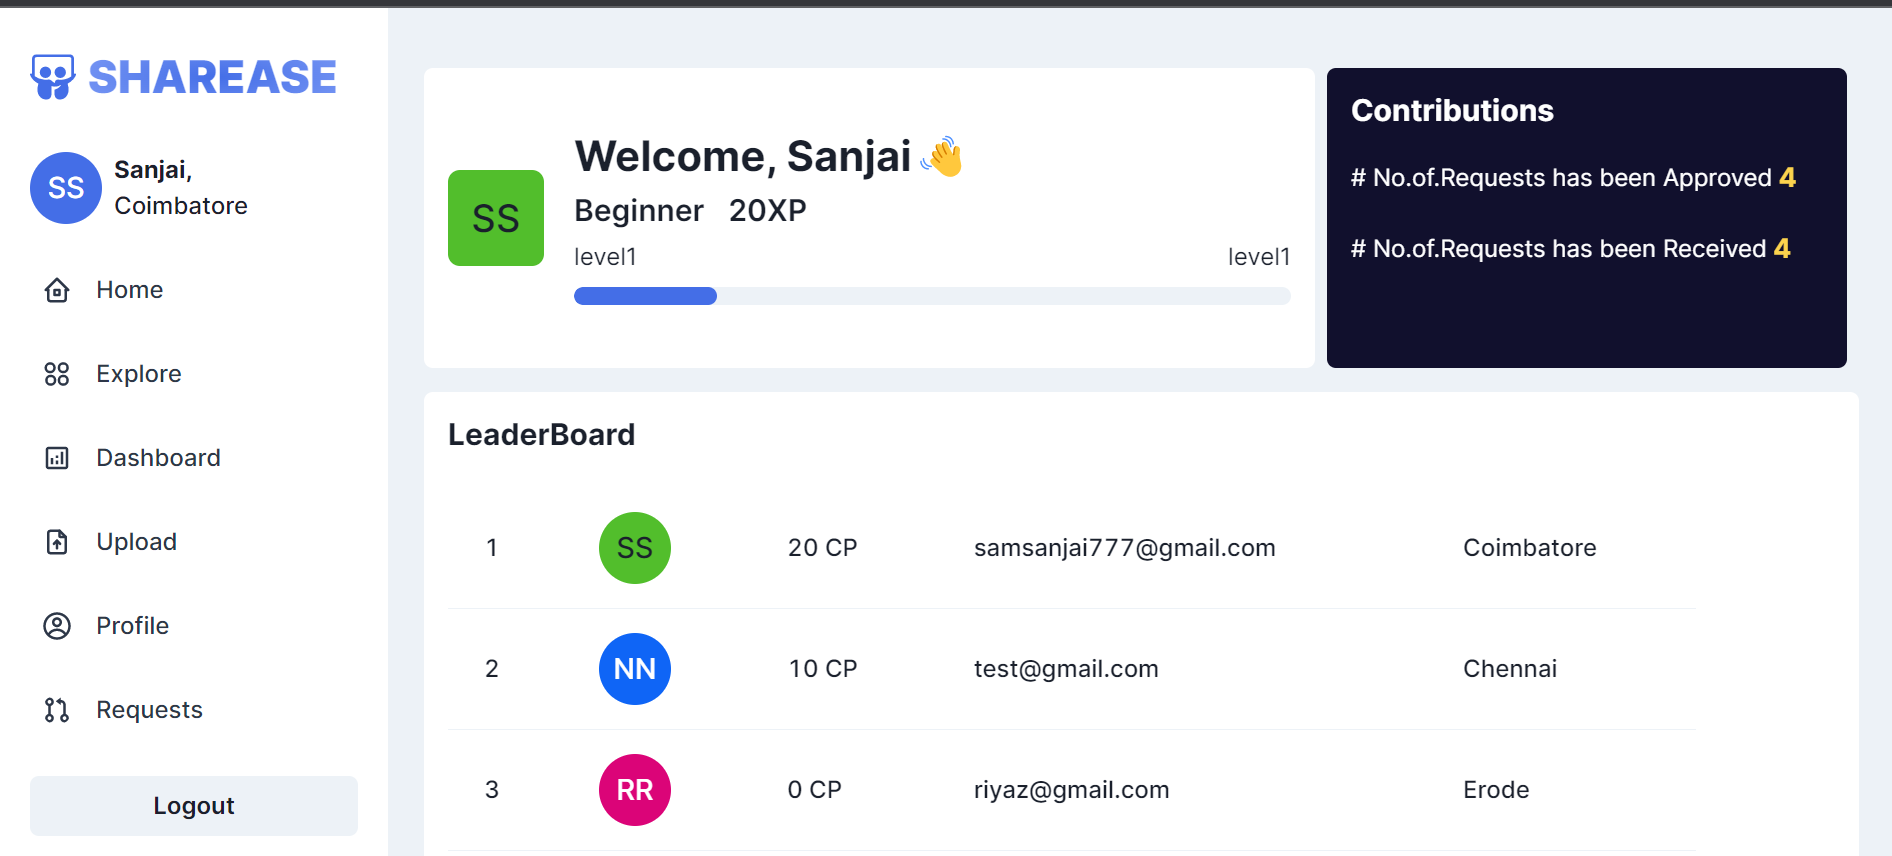 SHAREASE
SS
Sanjai,
Coimbatore
Home
Explore
Dashboard
Upload
Profile
Requests
Logout
SS
Welcome, Sanjai 👋
Beginner 20XP
level1 level1
Contributions
# No.of.Requests has been Approved 4
# No.of.Requests has been Received 4
LeaderBoard
1 SS 20 CP samsanjai777@gmail.com Coimbatore
2 NN 10 CP test@gmail.com Chennai
3 RR 0 CP riyaz@gmail.com Erode